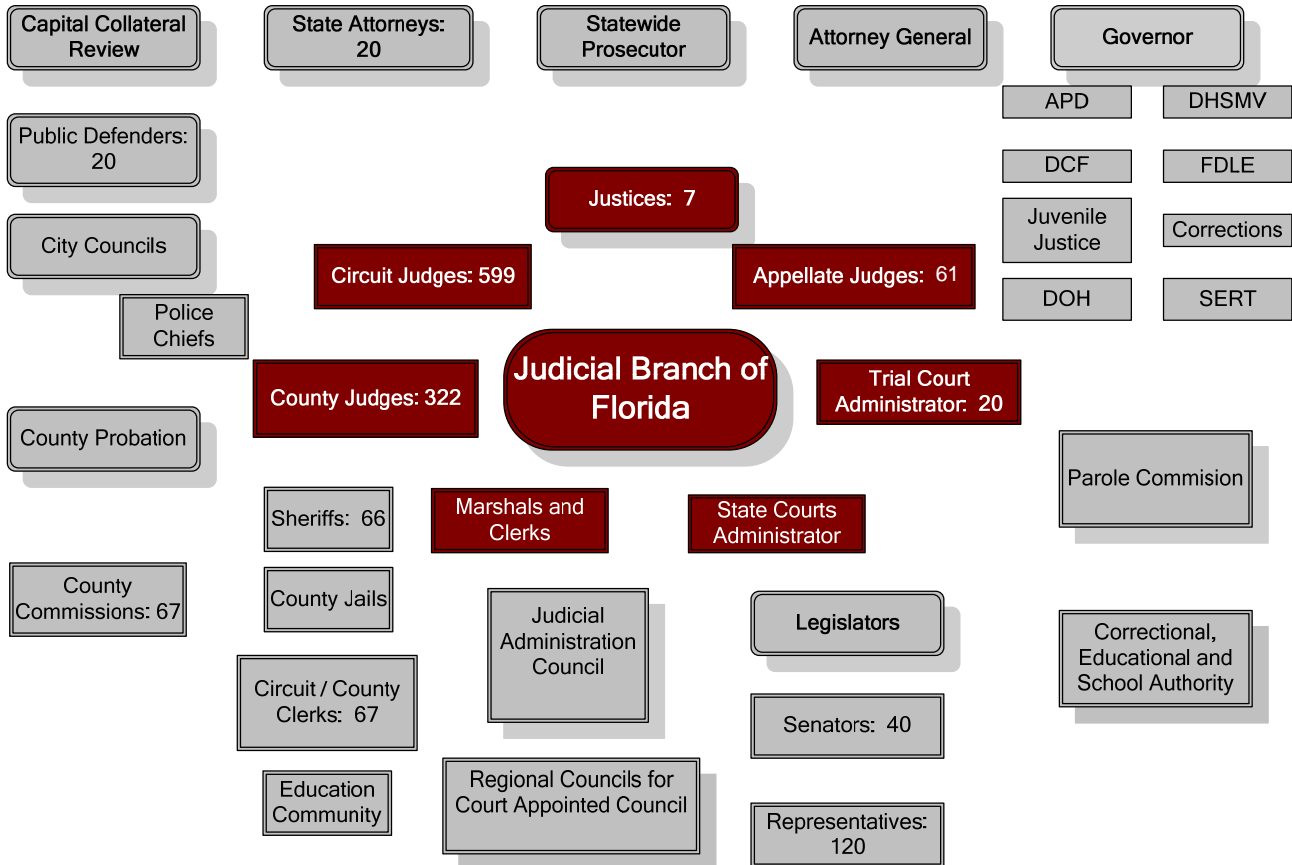 Capital Collateral
Review
State Attorneys:
20
Statewide
Prosecutor
Attorney General
Governor
APD
DHSMV
Public Defenders:
20
DCF
FDLE
Justices: 7
Juvenile
Justice
Corrections
City Councils
Circuit Judges: 599
Appellate Judges: 61
DOH
SERT
Police
Chiefs
Judicial Branch of
Florida
County Judges: 322
Trial Court
Administrator: 20
County Probation
Parole Commision
Sheriffs: 66
Marshals and
Clerks
State Courts
Administrator
County
Commissions: 67
County Jails
Judicial
Administration
Council
Legislators
Correctional,
Educational and
School Authority
Circuit / County
Clerks: 67
Senators: 40
Education
Community
Regional Councils for
Court Appointed Council
Representatives:
120